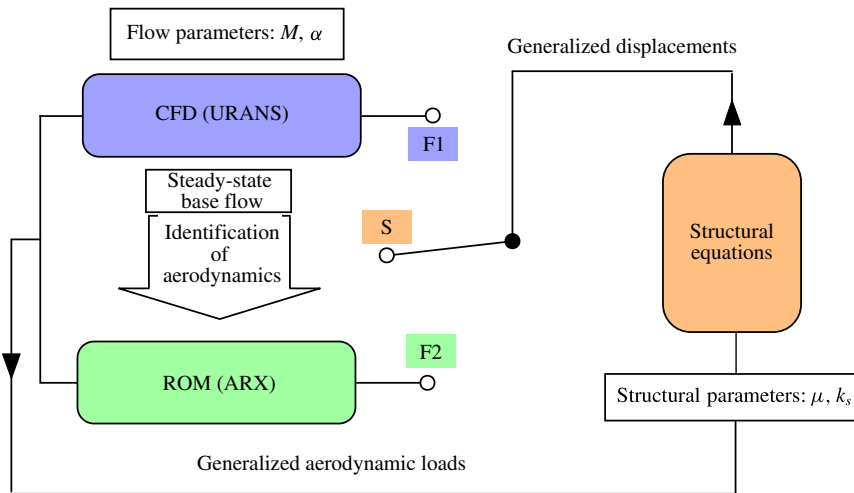 Flow parameters: M, α
Generalized displacements
CFD (URANS)
F1
Steady-state
base flow
Identification
of
aerodynamics
S
Structural
equations
F2
ROM (ARX)
Structural parameters: μ, kₛ
Generalized aerodynamic loads